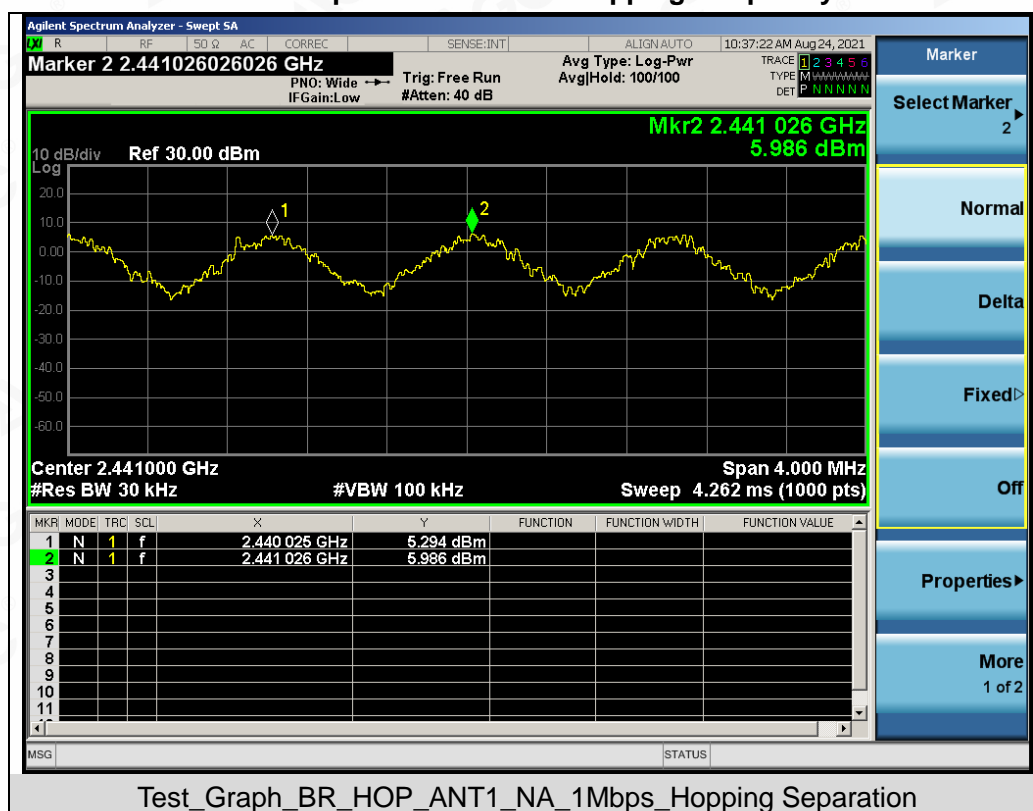 Agilent Spectrum Analyzer - Swept SA
LXI R RF 50 Ω AC CORREC SENSE:INT ALIGN AUTO 10:37:22 AM Aug 24, 2021
Marker 2 2.441026026026 GHz
PNO: Wide
IFGain:Low
Trig: Free Run
#Atten: 40 dB
Avg Type: Log-Pwr
Avg|Hold: 100/100
TRACE 1 2 3 4 5 6
TYPE M
DET P N N N N N
Mkr2 2.441 026 GHz
5.986 dBm
10 dB/div Ref 30.00 dBm
Log
20.0
10.0
0.00
-10.0
-20.0
-30.0
-40.0
-50.0
-60.0
1
2
Center 2.441000 GHz Span 4.000 MHz
#Res BW 30 kHz #VBW 100 kHz Sweep 4.262 ms (1000 pts)
MKR MODE TRC SCL X Y FUNCTION FUNCTION WIDTH FUNCTION VALUE
1 N 1 f 2.440 025 GHz 5.294 dBm
2 N 1 f 2.441 026 GHz 5.986 dBm
3
4
5
6
7
8
9
10
11
MSG STATUS
Marker
Select Marker
2
Normal
Delta
Fixed
Off
Properties
More
1 of 2
Test_Graph_BR_HOP_ANT1_NA_1Mbps_Hopping Separation